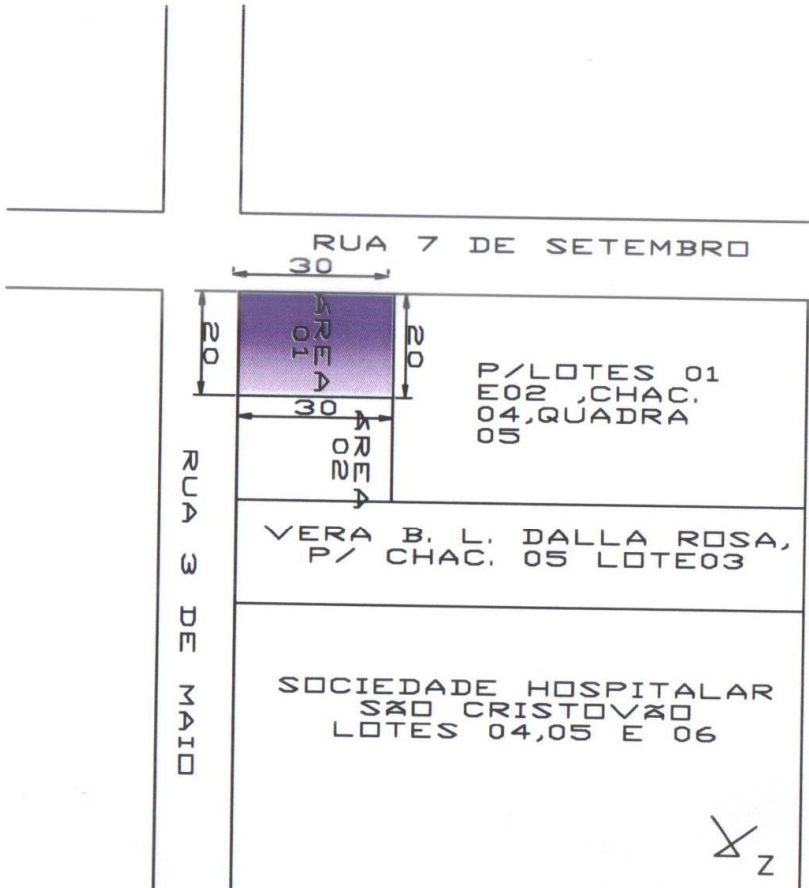 RUA 7 DE SETEMBRO
30
20
ÁREA
01
20
30
ÁREA
02
P/LOTES 01
E02 ,CHAC.
04,QUADRA
05
RUA 3 DE MAIO
VERA B. L. DALLA ROSA,
P/ CHAC. 05 LOTE03
SOCIEDADE HOSPITALAR
SÃO CRISTOVÃO
LOTES 04,05 E 06
Z